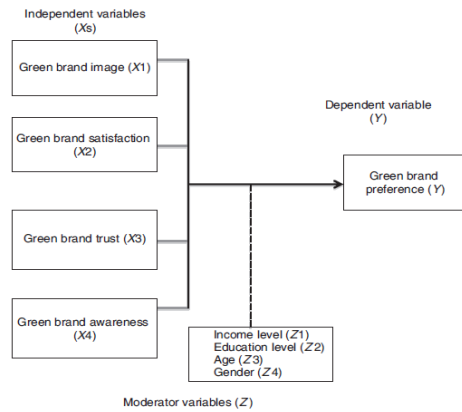 Independent variables
(Xs)
Green brand image (X1)
Dependent variable
(Y)
Green brand satisfaction
(X2)
Green brand
preference (Y)
Green brand trust (X3)
Green brand awareness
(X4)
Income level (Z1)
Education level (Z2)
Age (Z3)
Gender (Z4)
Moderator variables (Z)